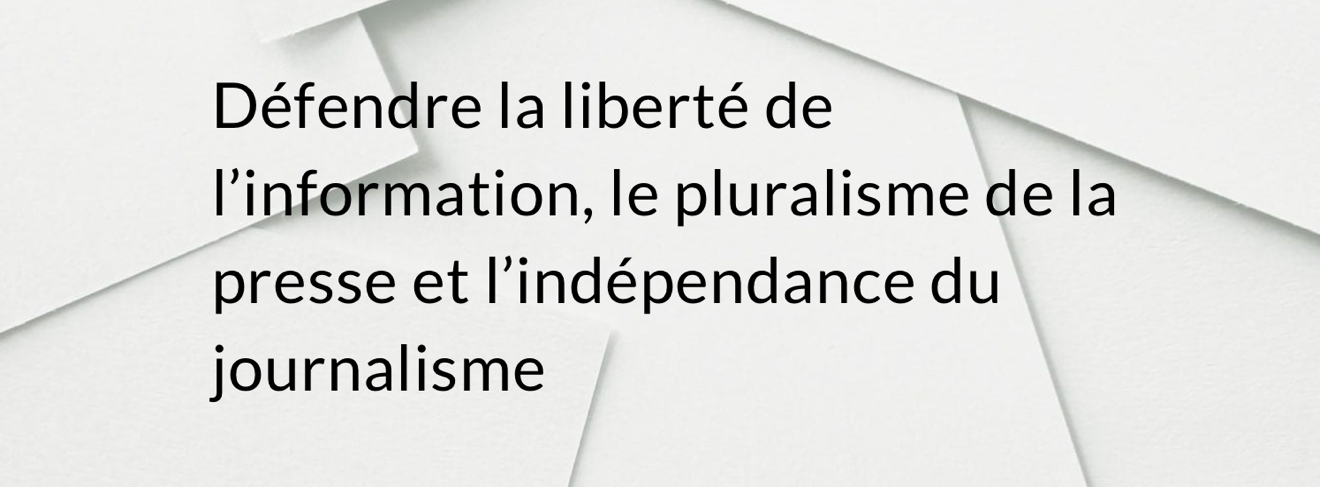 Défendre la liberté de
l’information, le pluralisme de la
presse et l’indépendance du
journalisme